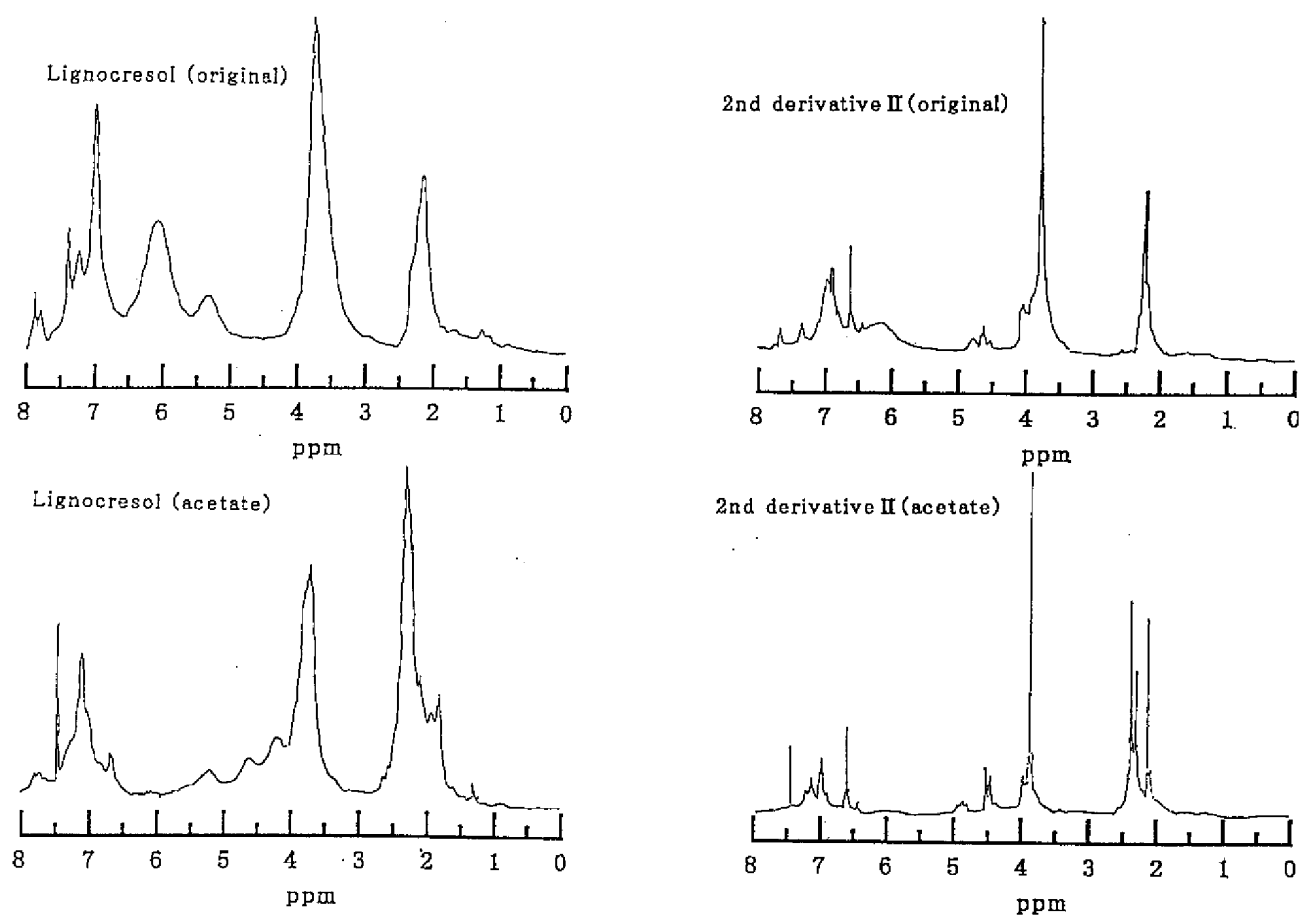 Lignocresol (original)
8 7 6 5 4 3 2 1 0
ppm
2nd derivative II (original)
8 7 6 5 4 3 2 1 0
ppm
Lignocresol (acetate)
8 7 6 5 4 3 2 1 0
ppm
2nd derivative II (acetate)
8 7 6 5 4 3 2 1 0
ppm